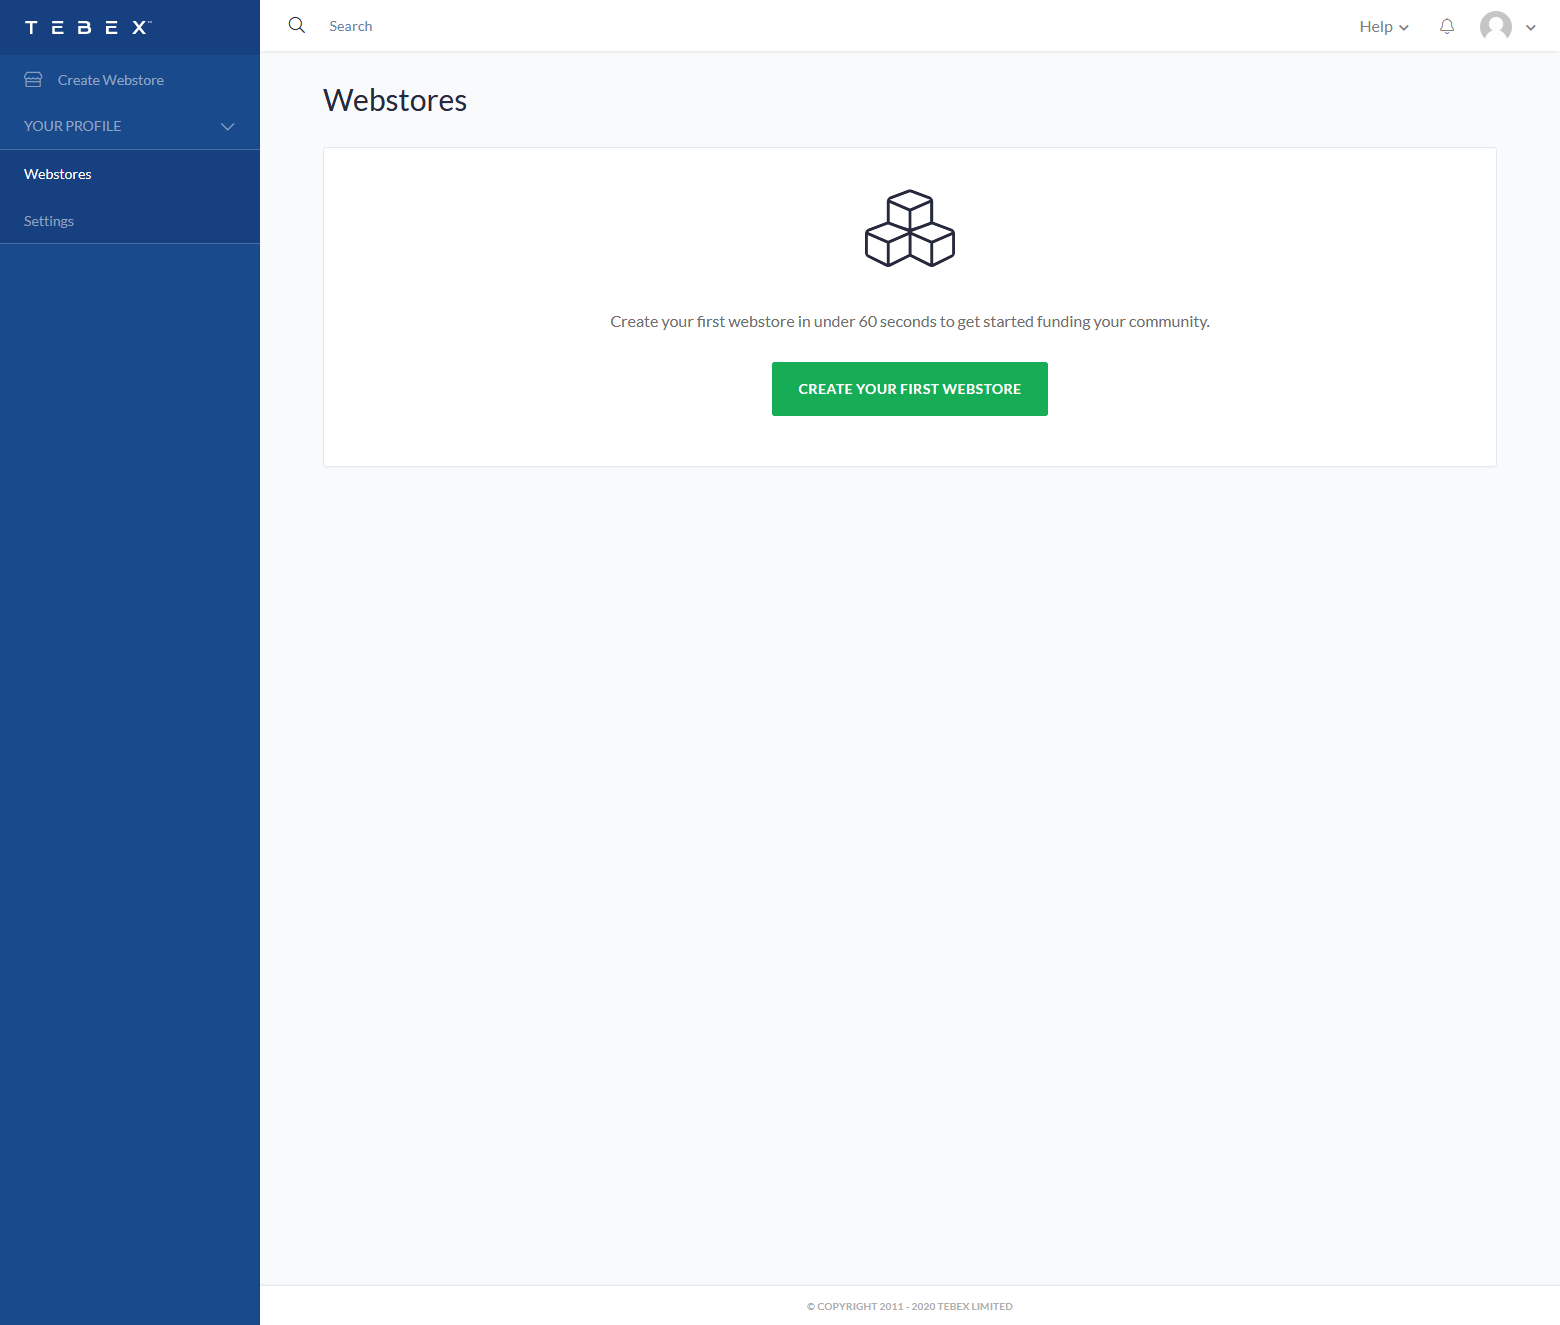 TEBEX™
Search
Help
Create Webstore
YOUR PROFILE
Webstores
Settings
Webstores
Create your first webstore in under 60 seconds to get started funding your community.
CREATE YOUR FIRST WEBSTORE
© COPYRIGHT 2011 - 2020 TEBEX LIMITED